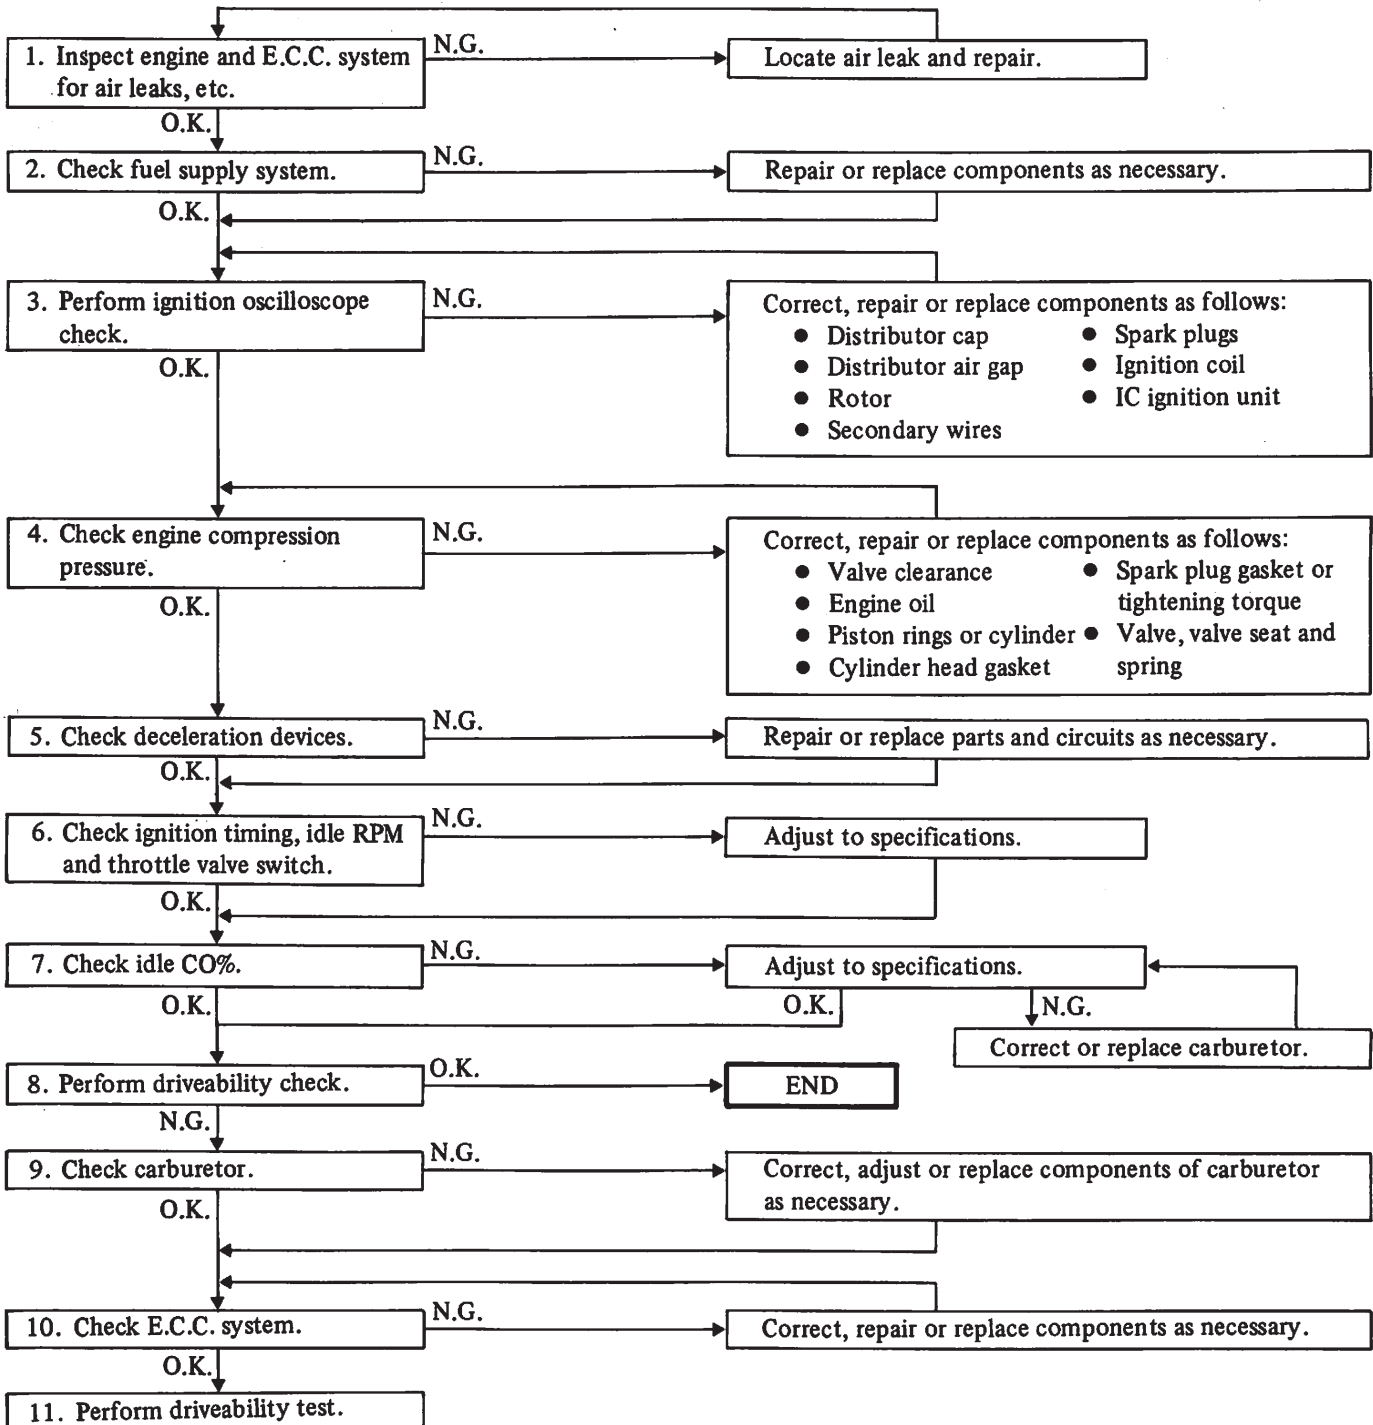 N.G.
1. Inspect engine and E.C.C. system
for air leaks, etc.
Locate air leak and repair.
O.K.
N.G.
2. Check fuel supply system.
Repair or replace components as necessary.
O.K.
N.G.
3. Perform ignition oscilloscope
check.
Correct, repair or replace components as follows:
● Distributor cap
● Spark plugs
● Distributor air gap
● Ignition coil
● Rotor
● IC ignition unit
● Secondary wires
O.K.
N.G.
4. Check engine compression
pressure.
Correct, repair or replace components as follows:
● Valve clearance
● Spark plug gasket or
tightening torque
● Engine oil
● Piston rings or cylinder
● Valve, valve seat and
spring
● Cylinder head gasket
O.K.
N.G.
5. Check deceleration devices.
Repair or replace parts and circuits as necessary.
O.K.
N.G.
6. Check ignition timing, idle RPM
and throttle valve switch.
Adjust to specifications.
O.K.
N.G.
7. Check idle CO%.
Adjust to specifications.
O.K.
O.K.
N.G.
Correct or replace carburetor.
8. Perform driveability check.
O.K.
END
N.G.
9. Check carburetor.
N.G.
Correct, adjust or replace components of carburetor
as necessary.
O.K.
10. Check E.C.C. system.
N.G.
Correct, repair or replace components as necessary.
O.K.
11. Perform driveability test.